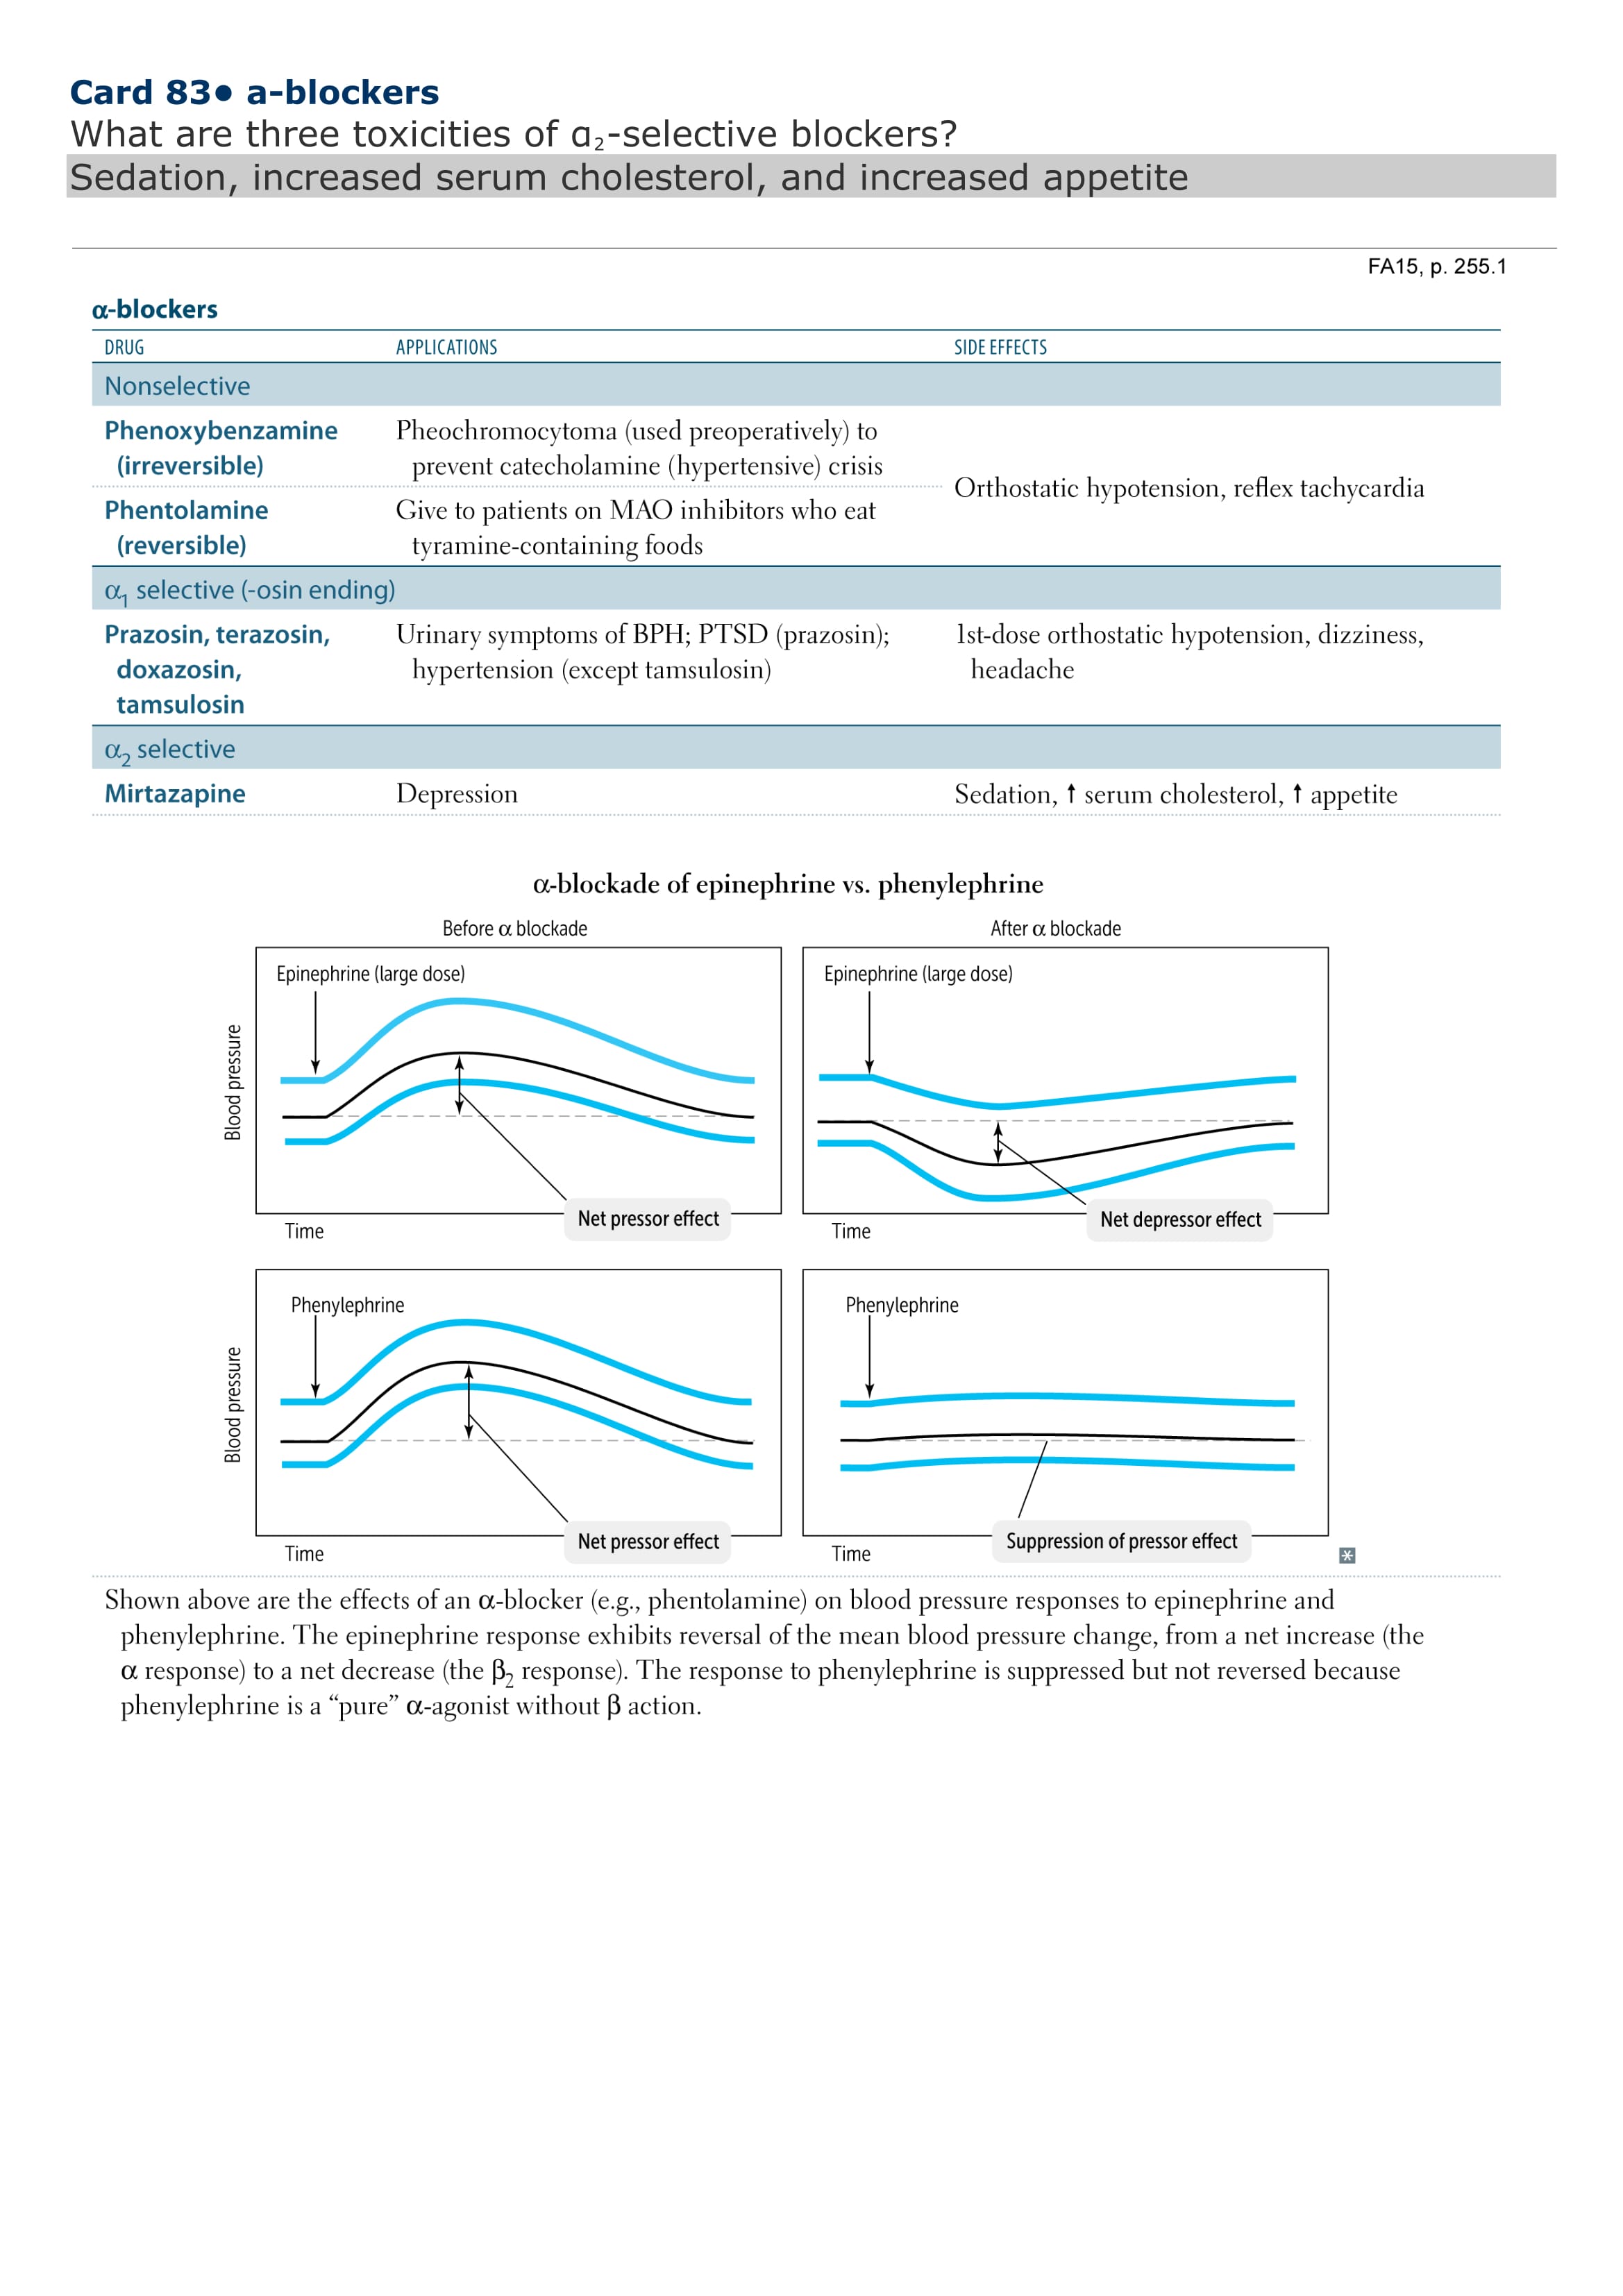 Card 83● a-blockers
What are three toxicities of α₂-selective blockers?
Sedation, increased serum cholesterol, and increased appetite
FA15, p. 255.1
α-blockers
DRUG APPLICATIONS SIDE EFFECTS
Nonselective
Phenoxybenzamine
(irreversible)
Pheochromocytoma (used preoperatively) to
prevent catecholamine (hypertensive) crisis
Orthostatic hypotension, reflex tachycardia
Phentolamine
(reversible)
Give to patients on MAO inhibitors who eat
tyramine-containing foods
α₁ selective (-osin ending)
Prazosin, terazosin,
doxazosin,
tamsulosin
Urinary symptoms of BPH; PTSD (prazosin);
hypertension (except tamsulosin)
1st-dose orthostatic hypotension, dizziness,
headache
α₂ selective
Mirtazapine Depression Sedation, ↑ serum cholesterol, ↑ appetite
α-blockade of epinephrine vs. phenylephrine
Before α blockade
After α blockade
Epinephrine (large dose)
Blood pressure
Net pressor effect
Time
Epinephrine (large dose)
Net depressor effect
Time
Phenylephrine
Blood pressure
Net pressor effect
Time
Phenylephrine
Suppression of pressor effect
Time
Shown above are the effects of an α-blocker (e.g., phentolamine) on blood pressure responses to epinephrine and
phenylephrine. The epinephrine response exhibits reversal of the mean blood pressure change, from a net increase (the
α response) to a net decrease (the β₂ response). The response to phenylephrine is suppressed but not reversed because
phenylephrine is a “pure” α-agonist without β action.